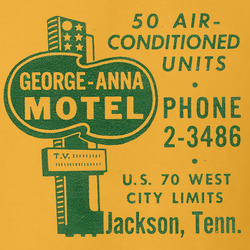 50 AIR-
CONDITIONED
UNITS
GEORGE-ANNA
MOTEL
• PHONE
2-3486
T.V.
•
U.S. 70 WEST
CITY LIMITS
Jackson, Tenn.